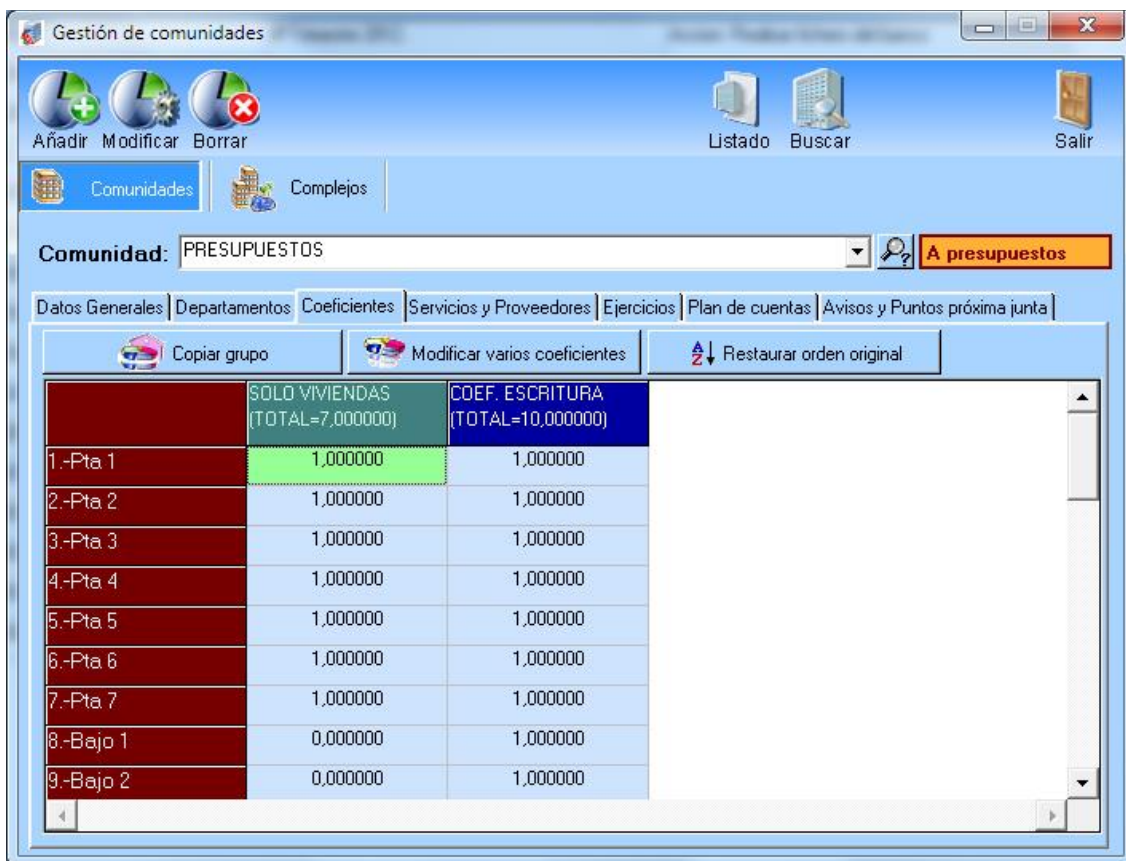 Gestión de comunidades
Añadir Modificar Borrar Listado Buscar Salir
Comunidades Complejos
Comunidad: PRESUPUESTOS A presupuestos
Datos Generales Departamentos Coeficientes Servicios y Proveedores Ejercicios Plan de cuentas Avisos y Puntos próxima junta
Copiar grupo Modificar varios coeficientes Restaurar orden original
SOLO VIVIENDAS COEF. ESCRITURA
(TOTAL=7,000000) (TOTAL=10,000000)
1.-Pta 1 1,000000 1,000000
2.-Pta 2 1,000000 1,000000
3.-Pta 3 1,000000 1,000000
4.-Pta 4 1,000000 1,000000
5.-Pta 5 1,000000 1,000000
6.-Pta 6 1,000000 1,000000
7.-Pta 7 1,000000 1,000000
8.-Bajo 1 0,000000 1,000000
9.-Bajo 2 0,000000 1,000000